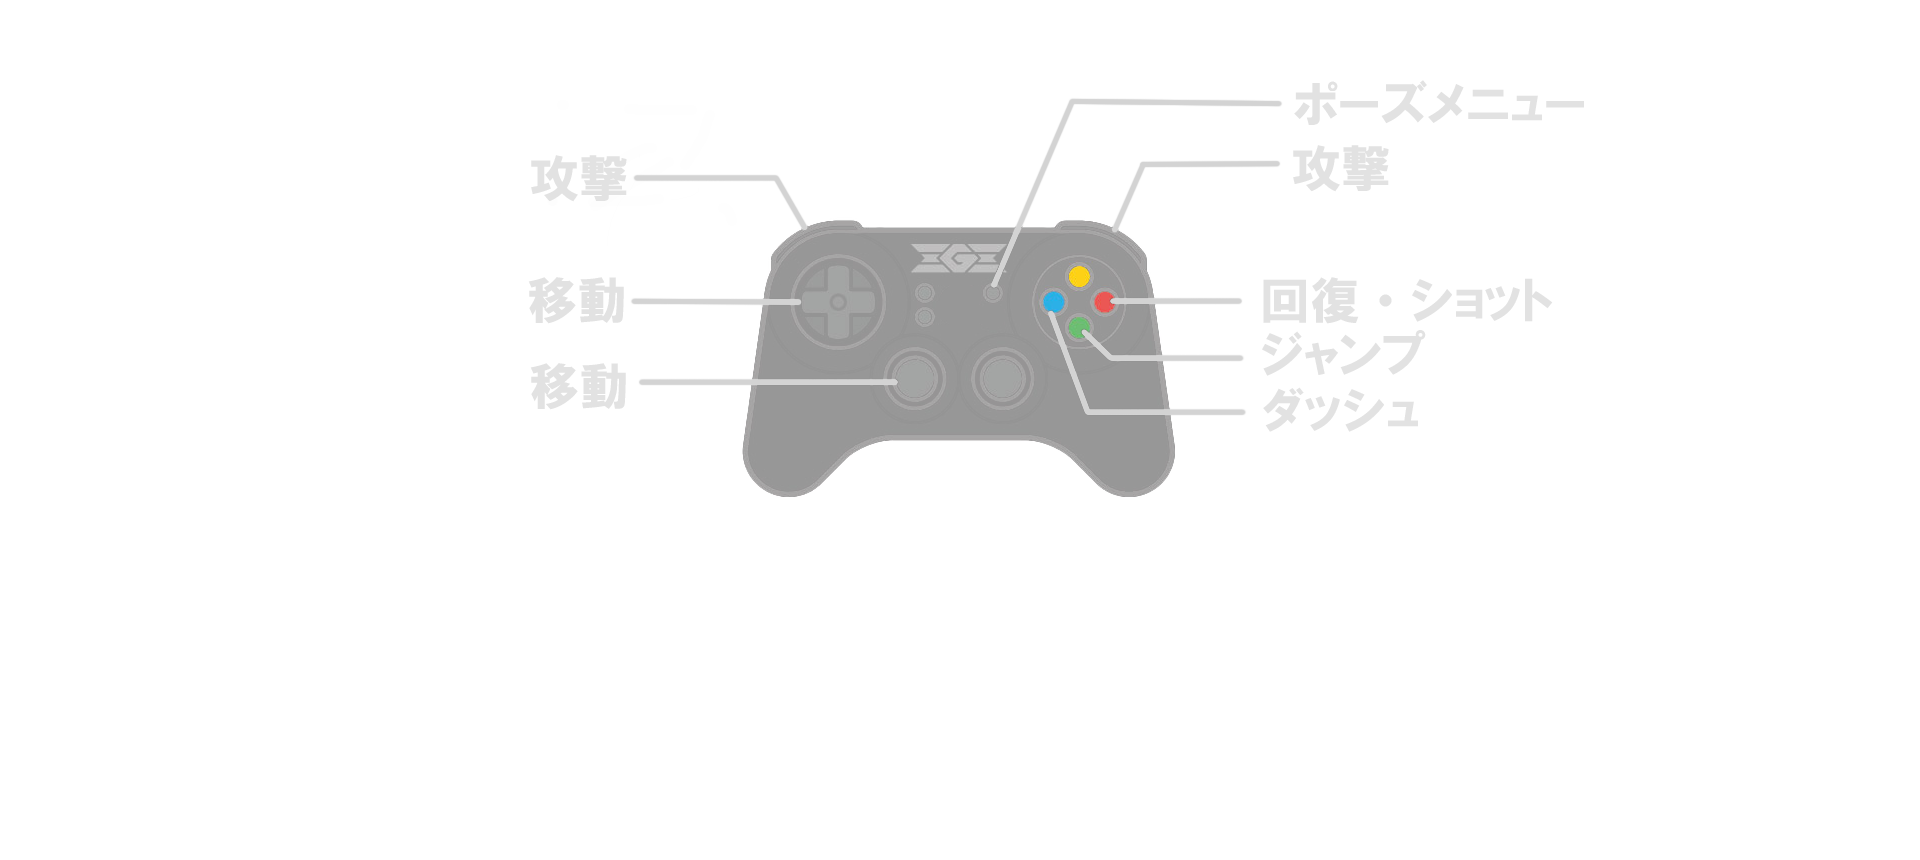 ポーズメニュー
攻撃
攻撃
移動
回復・ショット
ジャンプ
移動
ダッシュ